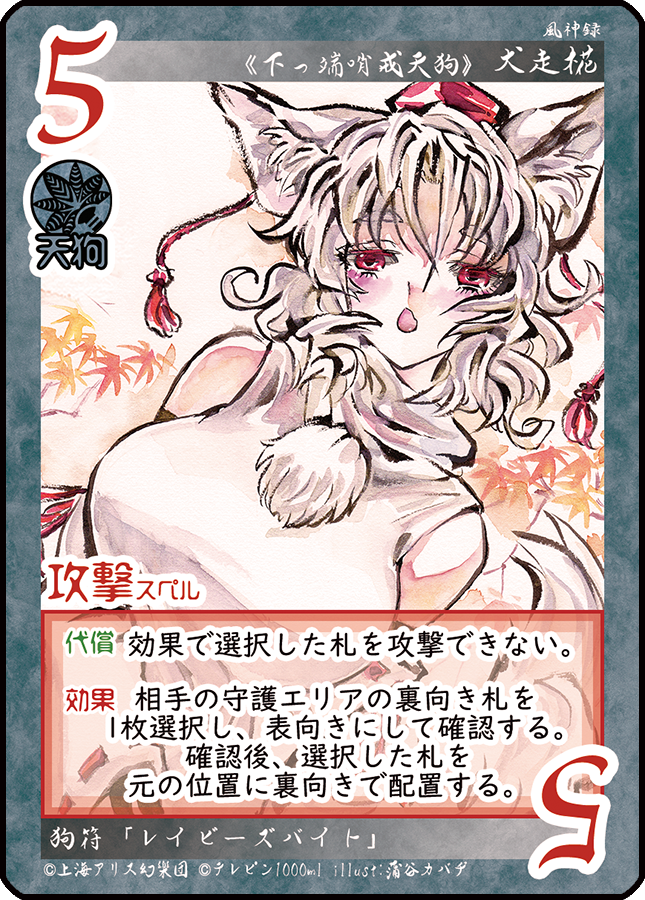 風神録
5
《下っ端哨戒天狗》 犬走椛
天狗
攻撃スペル
代償 効果で選択した札を攻撃できない。
効果 相手の守護エリアの裏向き札を
1枚選択し、表向きにして確認する。
確認後、選択した札を
元の位置に裏向きで配置する。
5
狗符「レイビーズバイト」
©上海アリス幻樂団 ©テレピン1000ml illust:蒲谷カバヂ